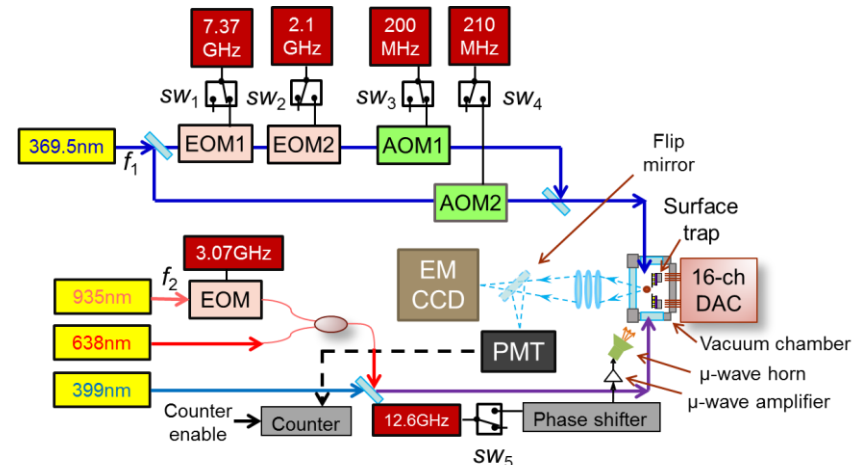 7.37
GHz
2.1
GHz
200
MHz
210
MHz
sw1
sw2
sw3
sw4
369.5nm
f1
EOM1
EOM2
AOM1
AOM2
Flip
mirror
Surface
trap
3.07GHz
EM
CCD
16-ch
DAC
935nm
f2
EOM
638nm
PMT
Vacuum chamber
399nm
μ-wave horn
μ-wave amplifier
Counter
enable
Counter
12.6GHz
Phase shifter
sw5